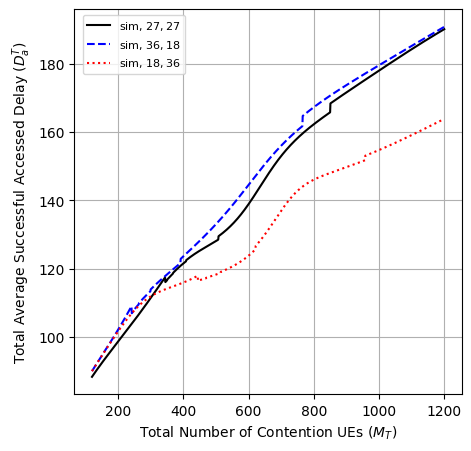 sim, 27, 27
sim, 36, 18
sim, 18, 36
180
160
140
120
100
Total Average Successful Accessed Delay ($D_a^T$)
200 400 600 800 1000 1200
Total Number of Contention UEs ($M_T$)